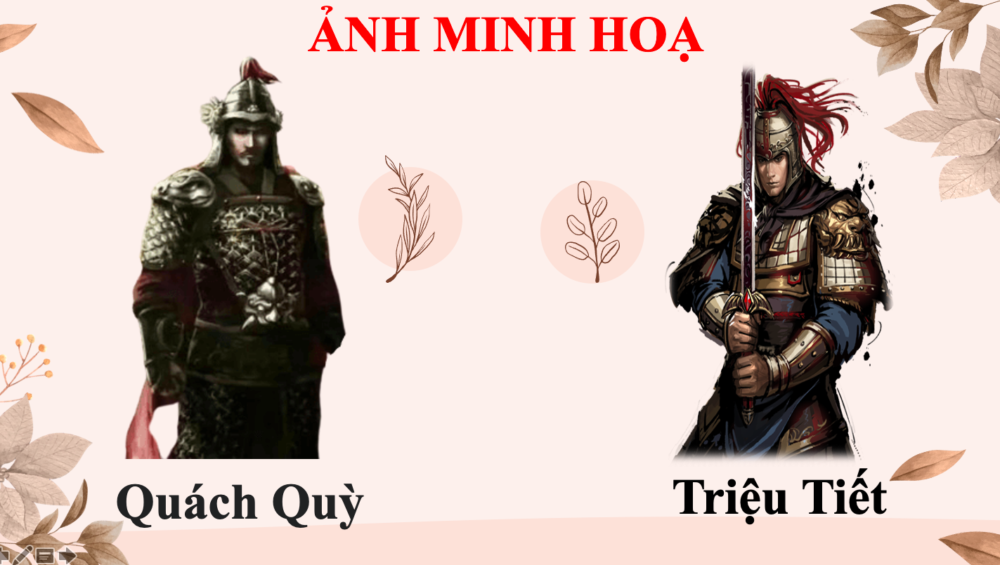 ẢNH MINH HOẠ
Quách Quỳ
Triệu Tiết